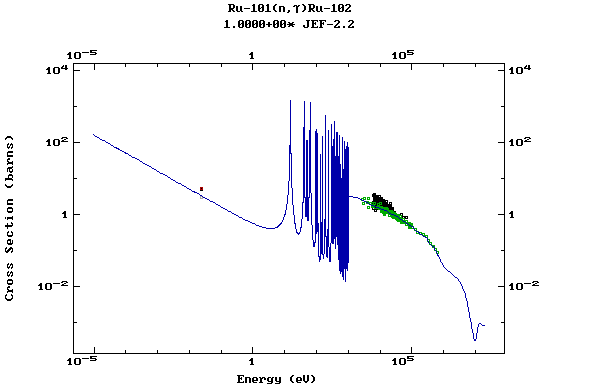 Ru-101(n,γ)Ru-102
1.0000+00* JEF-2.2
10-5 1 105
104 104
102 102
1 1
10-2 10-2
10-5 1 105
Cross Section (barns)
Energy (eV)